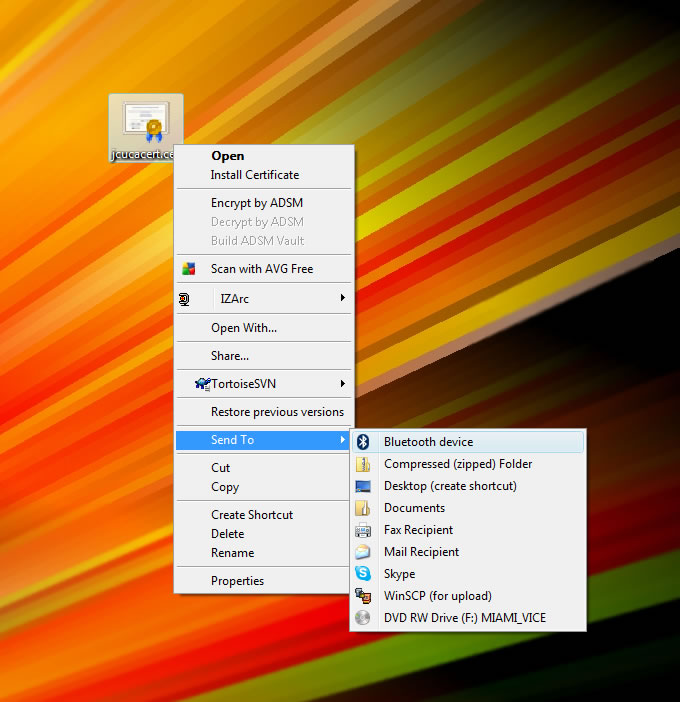 jcucacert.ce
Open
Install Certificate
Encrypt by ADSM
Decrypt by ADSM
Build ADSM Vault
Scan with AVG Free
IZArc
Open With...
Share...
TortoiseSVN
Restore previous versions
Send To
Cut
Copy
Create Shortcut
Delete
Rename
Properties
Bluetooth device
Compressed (zipped) Folder
Desktop (create shortcut)
Documents
Fax Recipient
Mail Recipient
Skype
WinSCP (for upload)
DVD RW Drive (F:) MIAMI_VICE